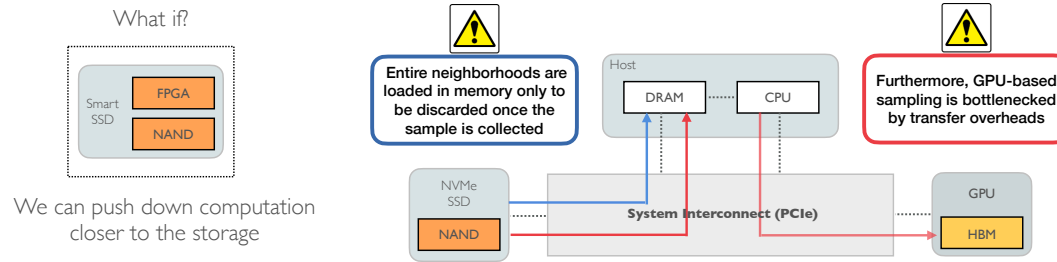 What if?
Smart
SSD
FPGA
NAND
We can push down computation
closer to the storage
Entire neighborhoods are
loaded in memory only to
be discarded once the
sample is collected
Host
DRAM
CPU
Furthermore, GPU-based
sampling is bottlenecked
by transfer overheads
NVMe
SSD
NAND
System Interconnect (PCIe)
GPU
HBM